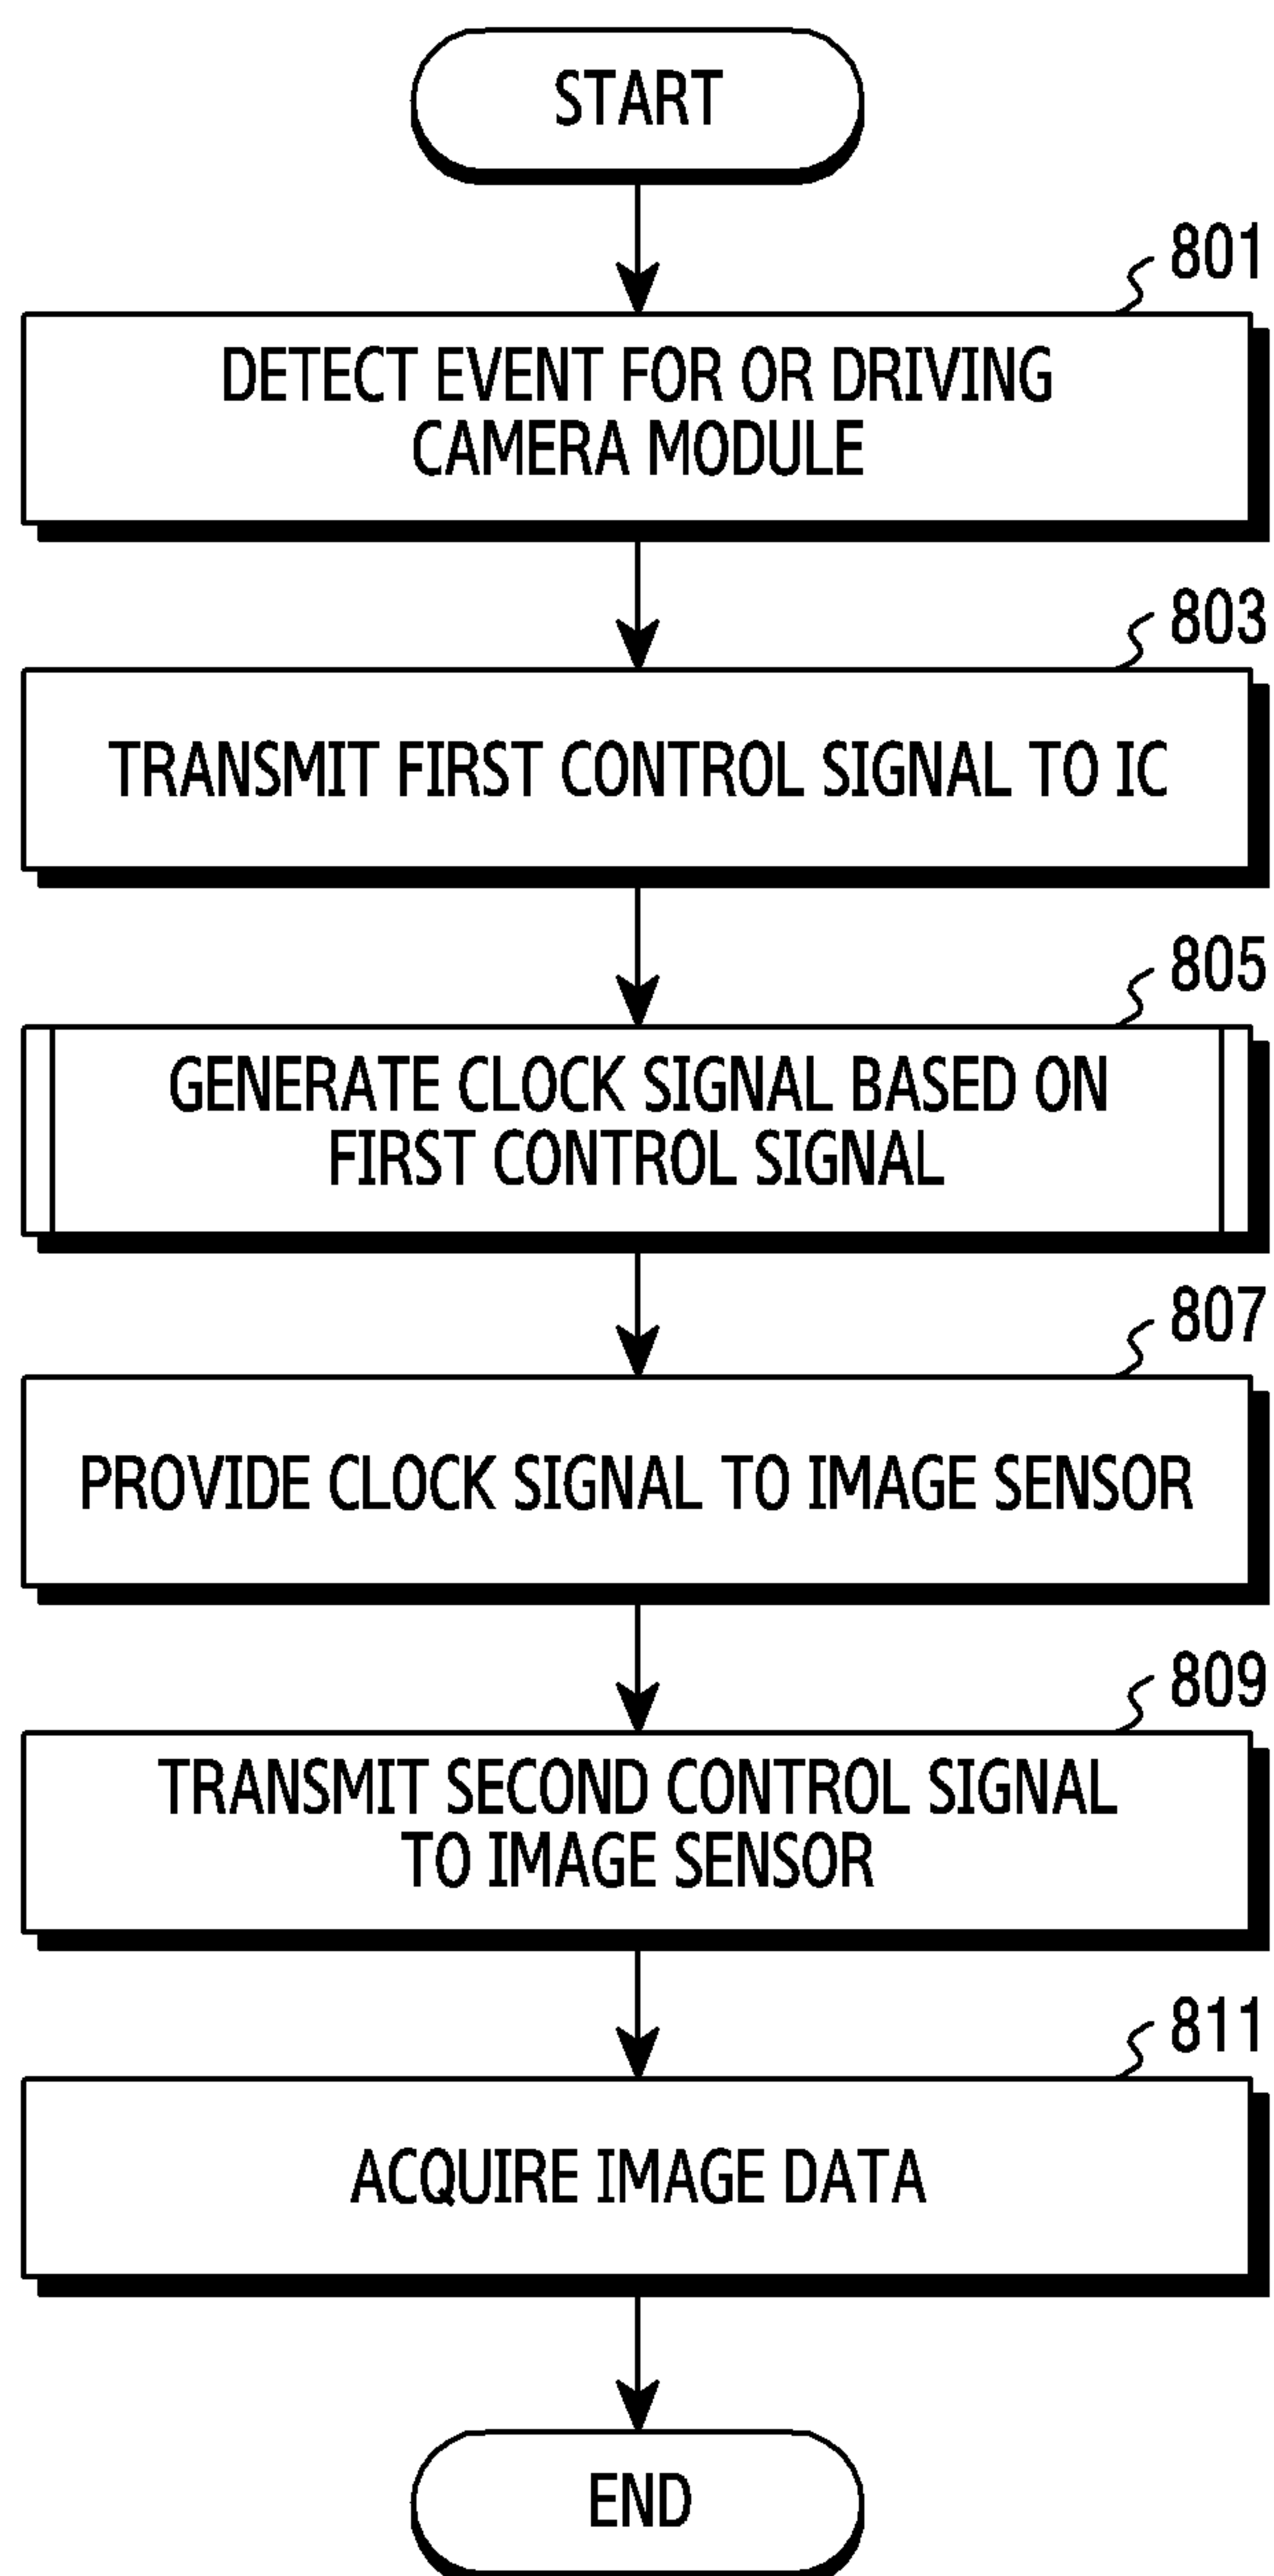 START
801
DETECT EVENT FOR OR DRIVING
CAMERA MODULE
803
TRANSMIT FIRST CONTROL SIGNAL TO IC
805
GENERATE CLOCK SIGNAL BASED ON
FIRST CONTROL SIGNAL
807
PROVIDE CLOCK SIGNAL TO IMAGE SENSOR
809
TRANSMIT SECOND CONTROL SIGNAL
TO IMAGE SENSOR
811
ACQUIRE IMAGE DATA
END